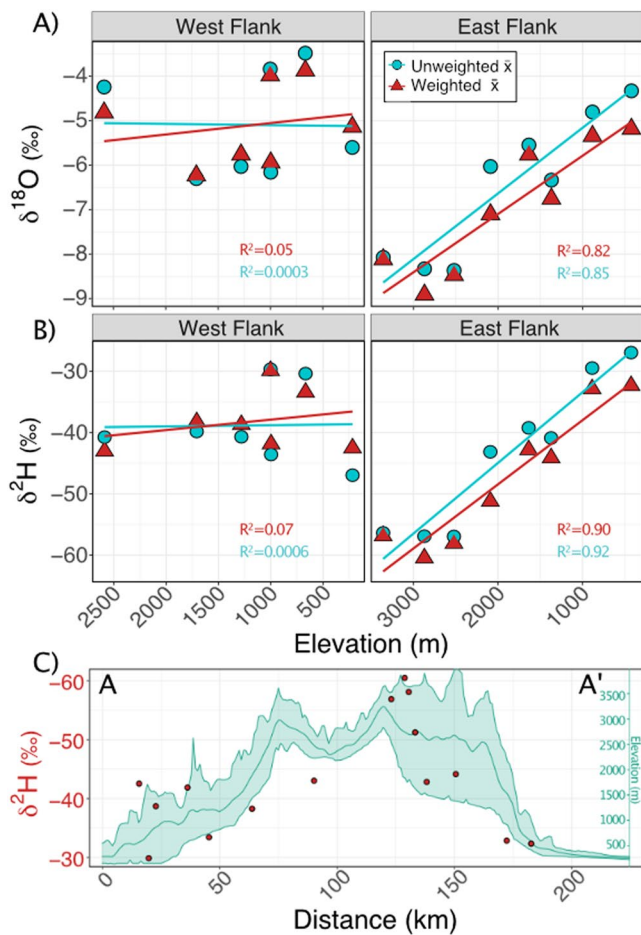 A)
West Flank
East Flank
Unweighted x̄
Weighted x̄
δ¹⁸O (‰)
−4
−5
−6
−7
−8
−9
R²=0.05
R²=0.0003
R²=0.82
R²=0.85
B)
West Flank
East Flank
δ²H (‰)
−30
−40
−50
−60
R²=0.07
R²=0.0006
R²=0.90
R²=0.92
2500
2000
1500
1000
500
3000
2000
1000
Elevation (m)
C)
A
A'
δ²H (‰)
−60
−50
−40
−30
3500
3000
2500
2000
1500
1000
500
Elevation (m)
0
50
100
150
200
Distance (km)